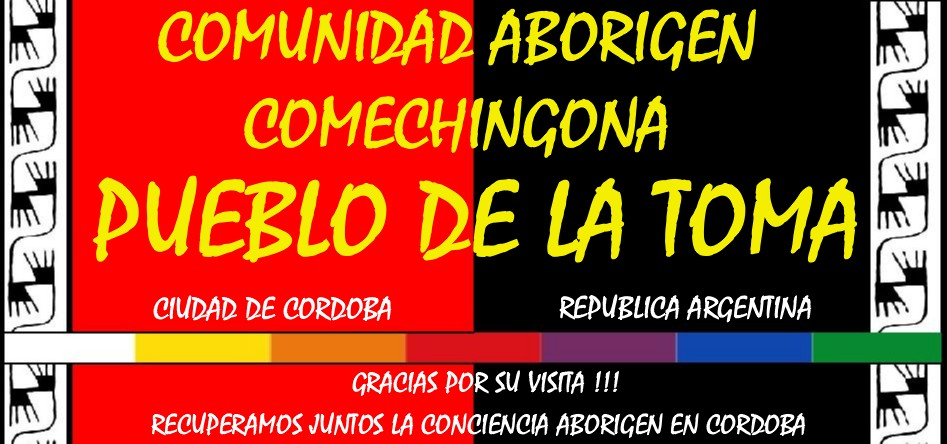 COMUNIDAD ABORIGEN
COMECHINGONA
PUEBLO DE LA TOMA
CIUDAD DE CORDOBA REPUBLICA ARGENTINA
GRACIAS POR SU VISITA !!!
RECUPERAMOS JUNTOS LA CONCIENCIA ABORIGEN EN CORDOBA